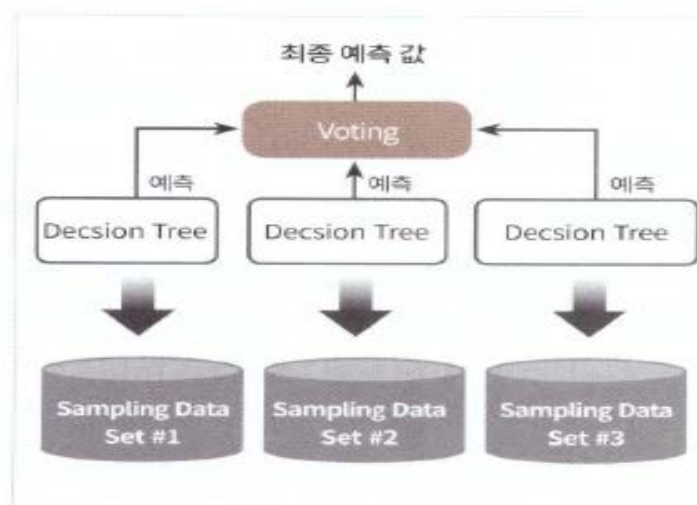 최종 예측 값
Voting
예측 예측 예측
Decsion Tree Decsion Tree Decsion Tree
Sampling Data Sampling Data Sampling Data
Set #1 Set #2 Set #3